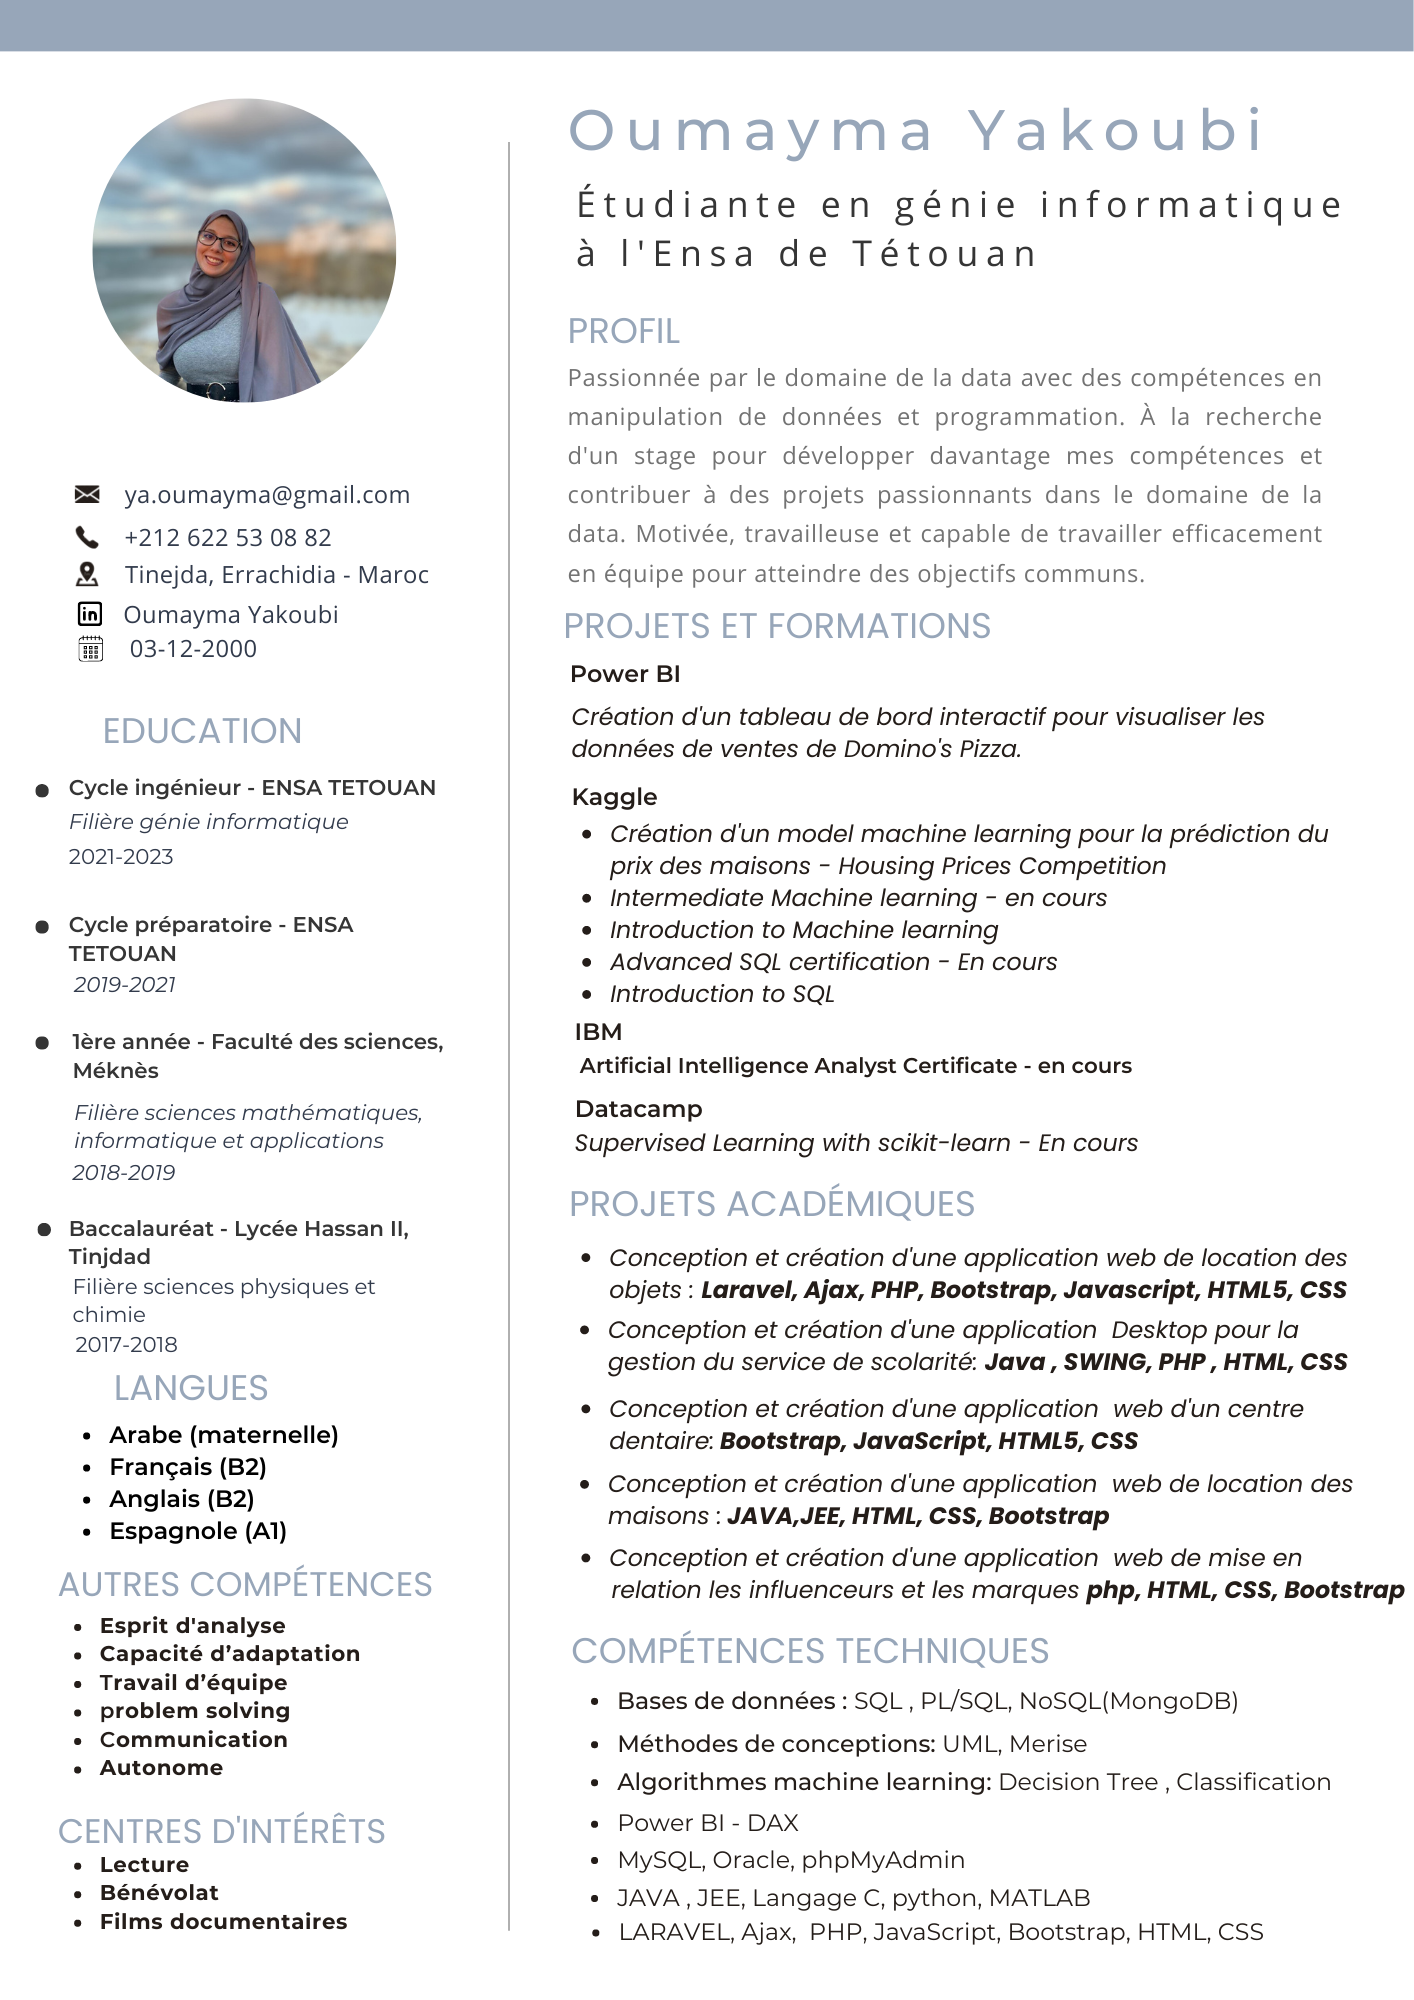 Oumayma Yakoubi
Étudiante en génie informatique
à l'Ensa de Tétouan
ya.oumayma@gmail.com
+212 622 53 08 82
Tinejda, Errachidia - Maroc
Oumayma Yakoubi
03-12-2000
EDUCATION
Cycle ingénieur - ENSA TETOUAN
Filière génie informatique
2021-2023
Cycle préparatoire - ENSA
TETOUAN
2019-2021
1ère année - Faculté des sciences,
Méknès
Filière sciences mathématiques,
informatique et applications
2018-2019
Baccalauréat - Lycée Hassan II,
Tinjdad
Filière sciences physiques et
chimie
2017-2018
LANGUES
Arabe (maternelle)
Français (B2)
Anglais (B2)
Espagnole (A1)
AUTRES COMPÉTENCES
Esprit d'analyse
Capacité d’adaptation
Travail d’équipe
problem solving
Communication
Autonome
CENTRES D'INTÉRÊTS
Lecture
Bénévolat
Films documentaires
PROFIL
Passionnée par le domaine de la data avec des compétences en
manipulation de données et programmation. À la recherche
d'un stage pour développer davantage mes compétences et
contribuer à des projets passionnants dans le domaine de la
data. Motivée, travailleuse et capable de travailler efficacement
en équipe pour atteindre des objectifs communs.
PROJETS ET FORMATIONS
Power BI
Création d'un tableau de bord interactif pour visualiser les
données de ventes de Domino's Pizza.
Kaggle
Création d'un model machine learning pour la prédiction du
prix des maisons - Housing Prices Competition
Intermediate Machine learning - en cours
Introduction to Machine learning
Advanced SQL certification - En cours
Introduction to SQL
IBM
Artificial Intelligence Analyst Certificate - en cours
Datacamp
Supervised Learning with scikit-learn - En cours
PROJETS ACADÉMIQUES
Conception et création d'une application web de location des
objets : Laravel, Ajax, PHP, Bootstrap, Javascript, HTML5, CSS
Conception et création d'une application  Desktop pour la
gestion du service de scolarité: Java , SWING, PHP , HTML, CSS
Conception et création d'une application  web d'un centre
dentaire: Bootstrap, JavaScript, HTML5, CSS
Conception et création d'une application  web de location des
maisons : JAVA,JEE, HTML, CSS, Bootstrap
Conception et création d'une application  web de mise en
relation les influenceurs et les marques php, HTML, CSS, Bootstrap
COMPÉTENCES TECHNIQUES
Bases de données : SQL , PL/SQL, NoSQL(MongoDB)
Méthodes de conceptions: UML, Merise
Algorithmes machine learning: Decision Tree , Classification
Power BI - DAX
MySQL, Oracle, phpMyAdmin
JAVA , JEE, Langage C, python, MATLAB
LARAVEL, Ajax,  PHP, JavaScript, Bootstrap, HTML, CSS